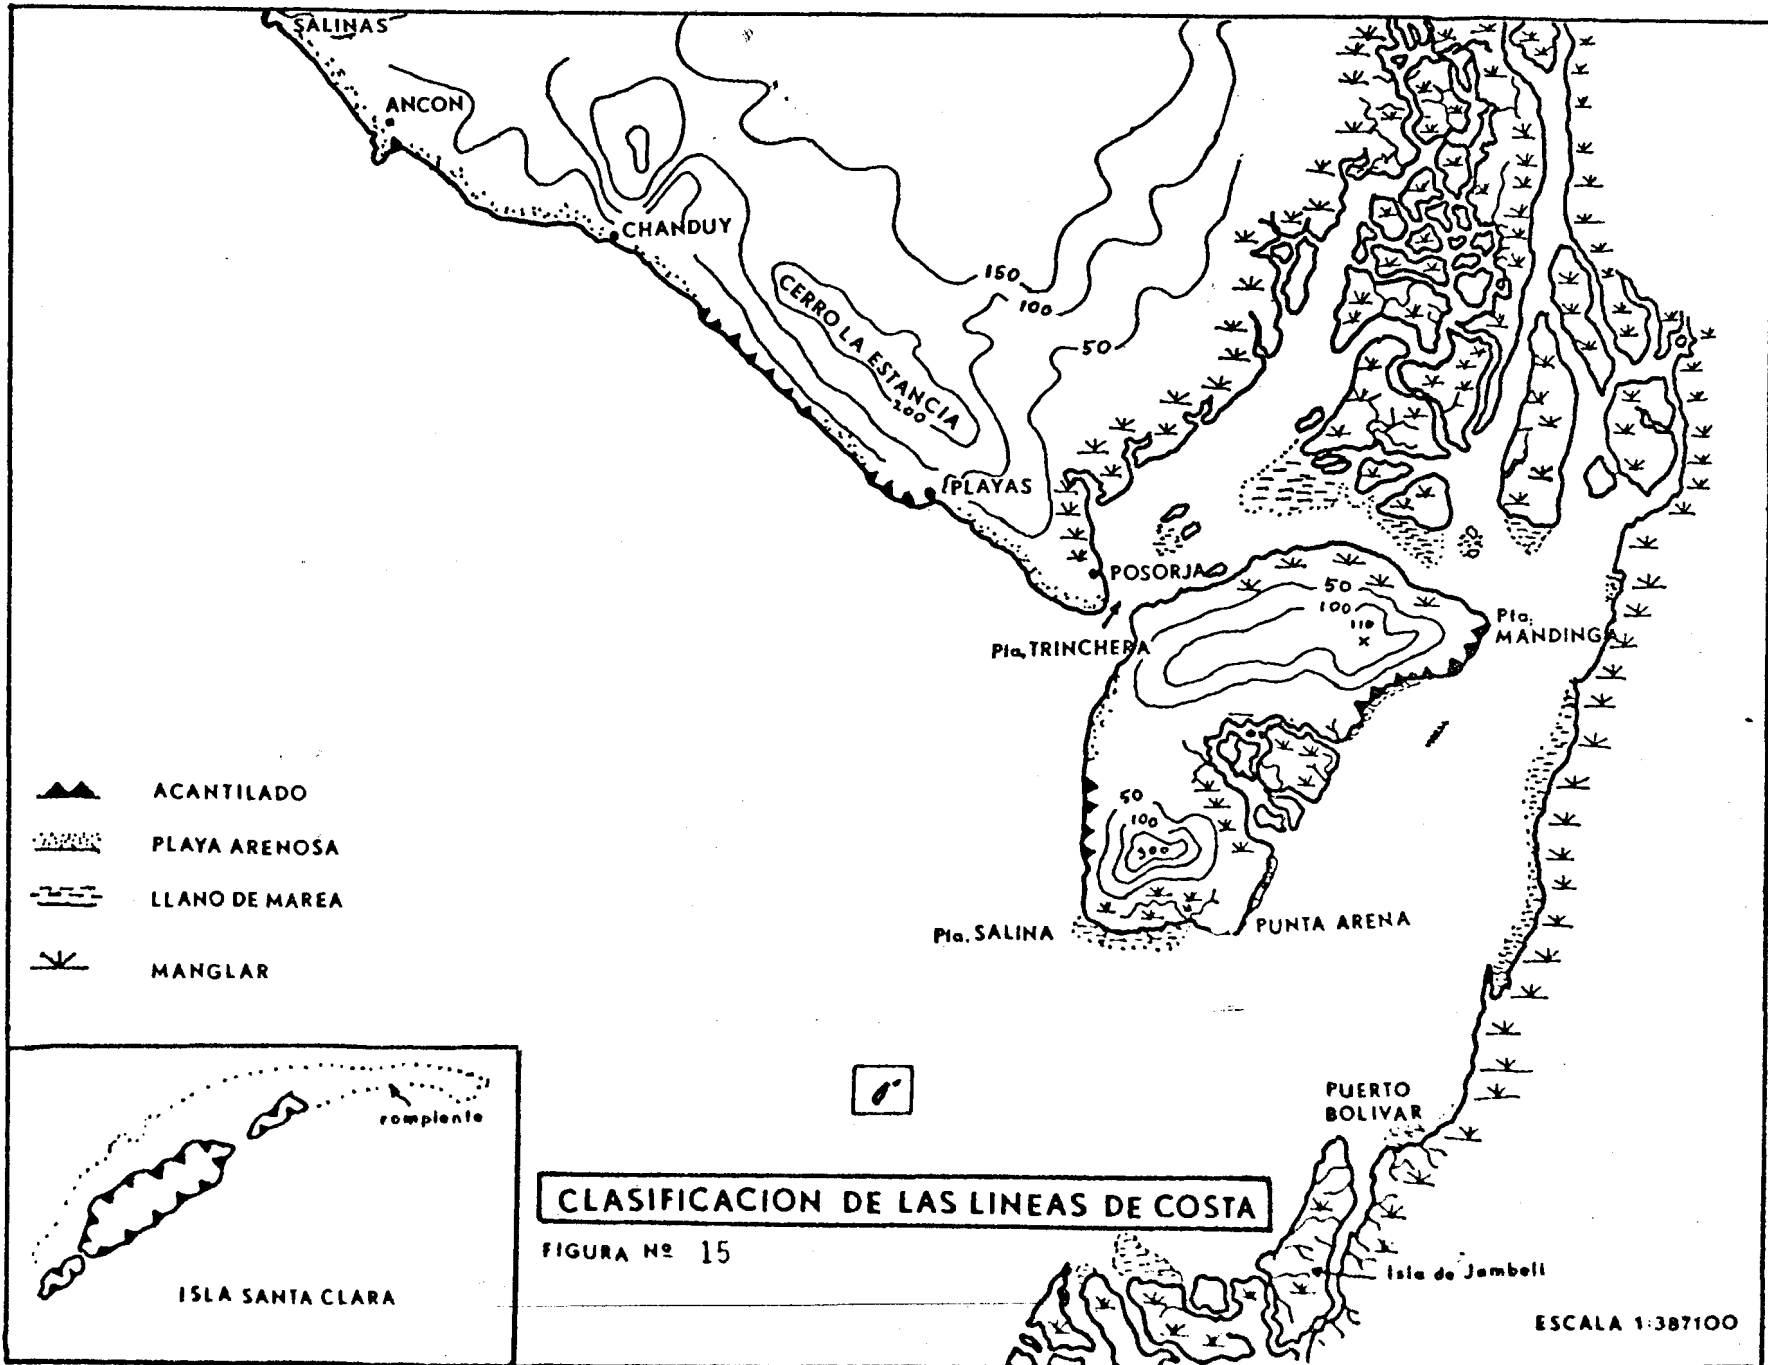 SALINAS
ANCON
CHANDUY
CERRO LA ESTANCIA
200
150
100
50
PLAYAS
POSORJA
Pta. TRINCHERA
50
100
110
Pta.
MANDINGA
50
100
300
Pta. SALINA
PUNTA ARENA
ACANTILADO
PLAYA ARENOSA
LLANO DE MAREA
MANGLAR
rompiente
ISLA SANTA CLARA
PUERTO
BOLIVAR
CLASIFICACION DE LAS LINEAS DE COSTA
FIGURA Nº 15
Isla de Jambeli
ESCALA 1:387100